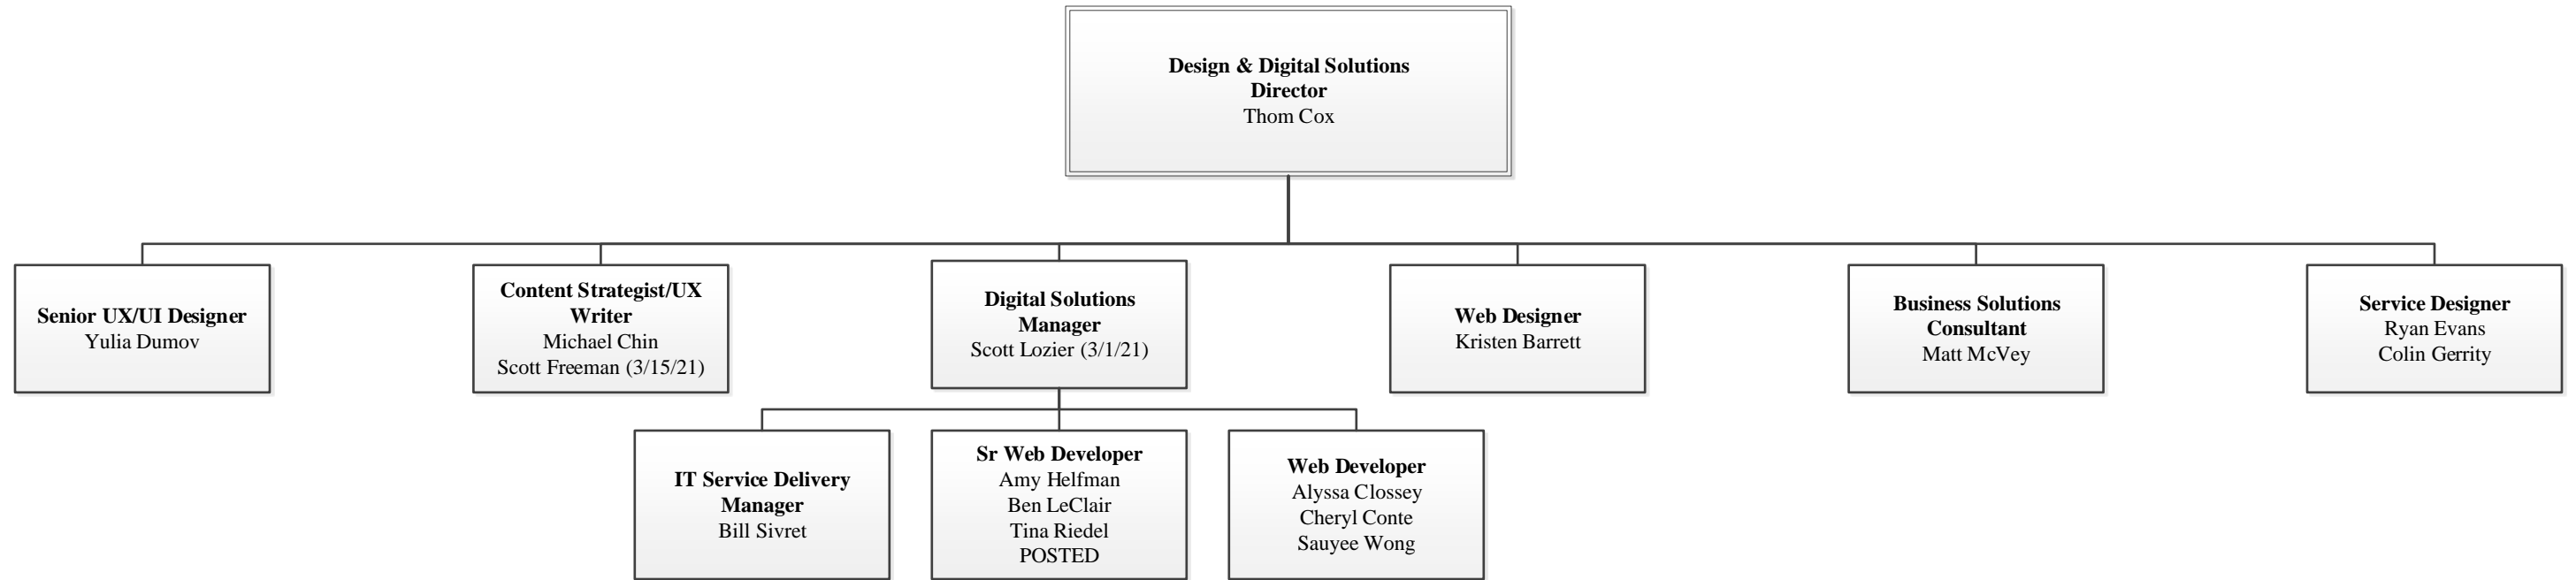 Design & Digital Solutions
Director
Thom Cox
Senior UX/UI Designer
Yulia Dumov
Content Strategist/UX
Writer
Michael Chin
Scott Freeman (3/15/21)
Digital Solutions
Manager
Scott Lozier (3/1/21)
Web Designer
Kristen Barrett
Business Solutions
Consultant
Matt McVey
Service Designer
Ryan Evans
Colin Gerrity
IT Service Delivery
Manager
Bill Sivret
Sr Web Developer
Amy Helfman
Ben LeClair
Tina Riedel
POSTED
Web Developer
Alyssa Clossey
Cheryl Conte
Sauyee Wong